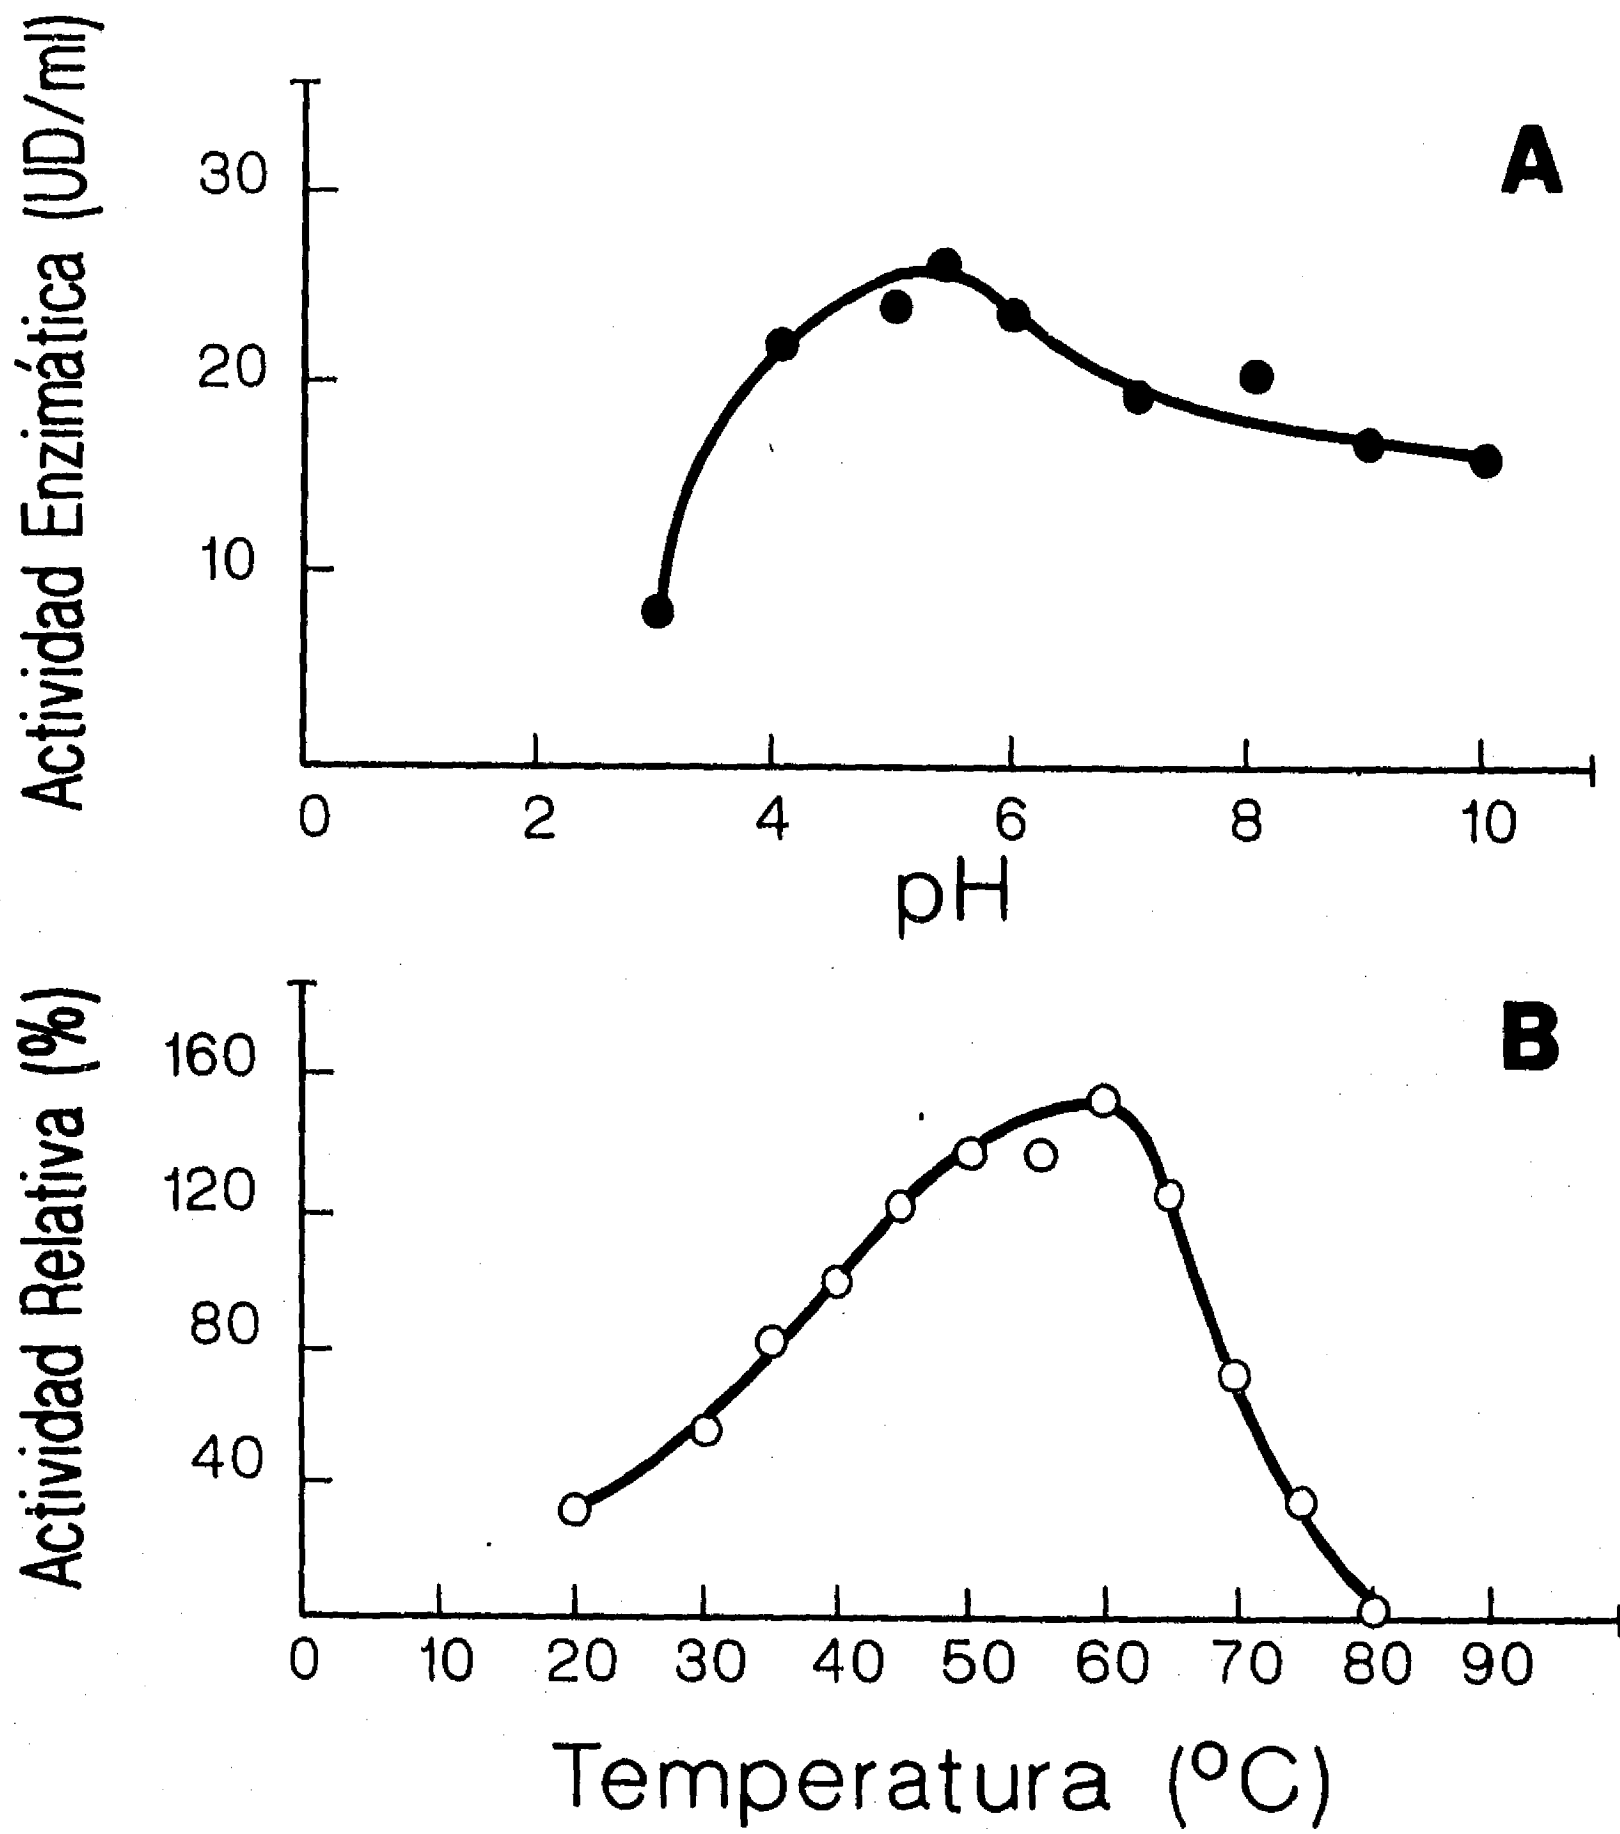 Actividad Enzimática (UD/ml)
A
30
20
10
0 2 4 6 8 10
pH
Actividad Relativa (%)
B
160
120
80
40
0 10 20 30 40 50 60 70 80 90
Temperatura (ºC)